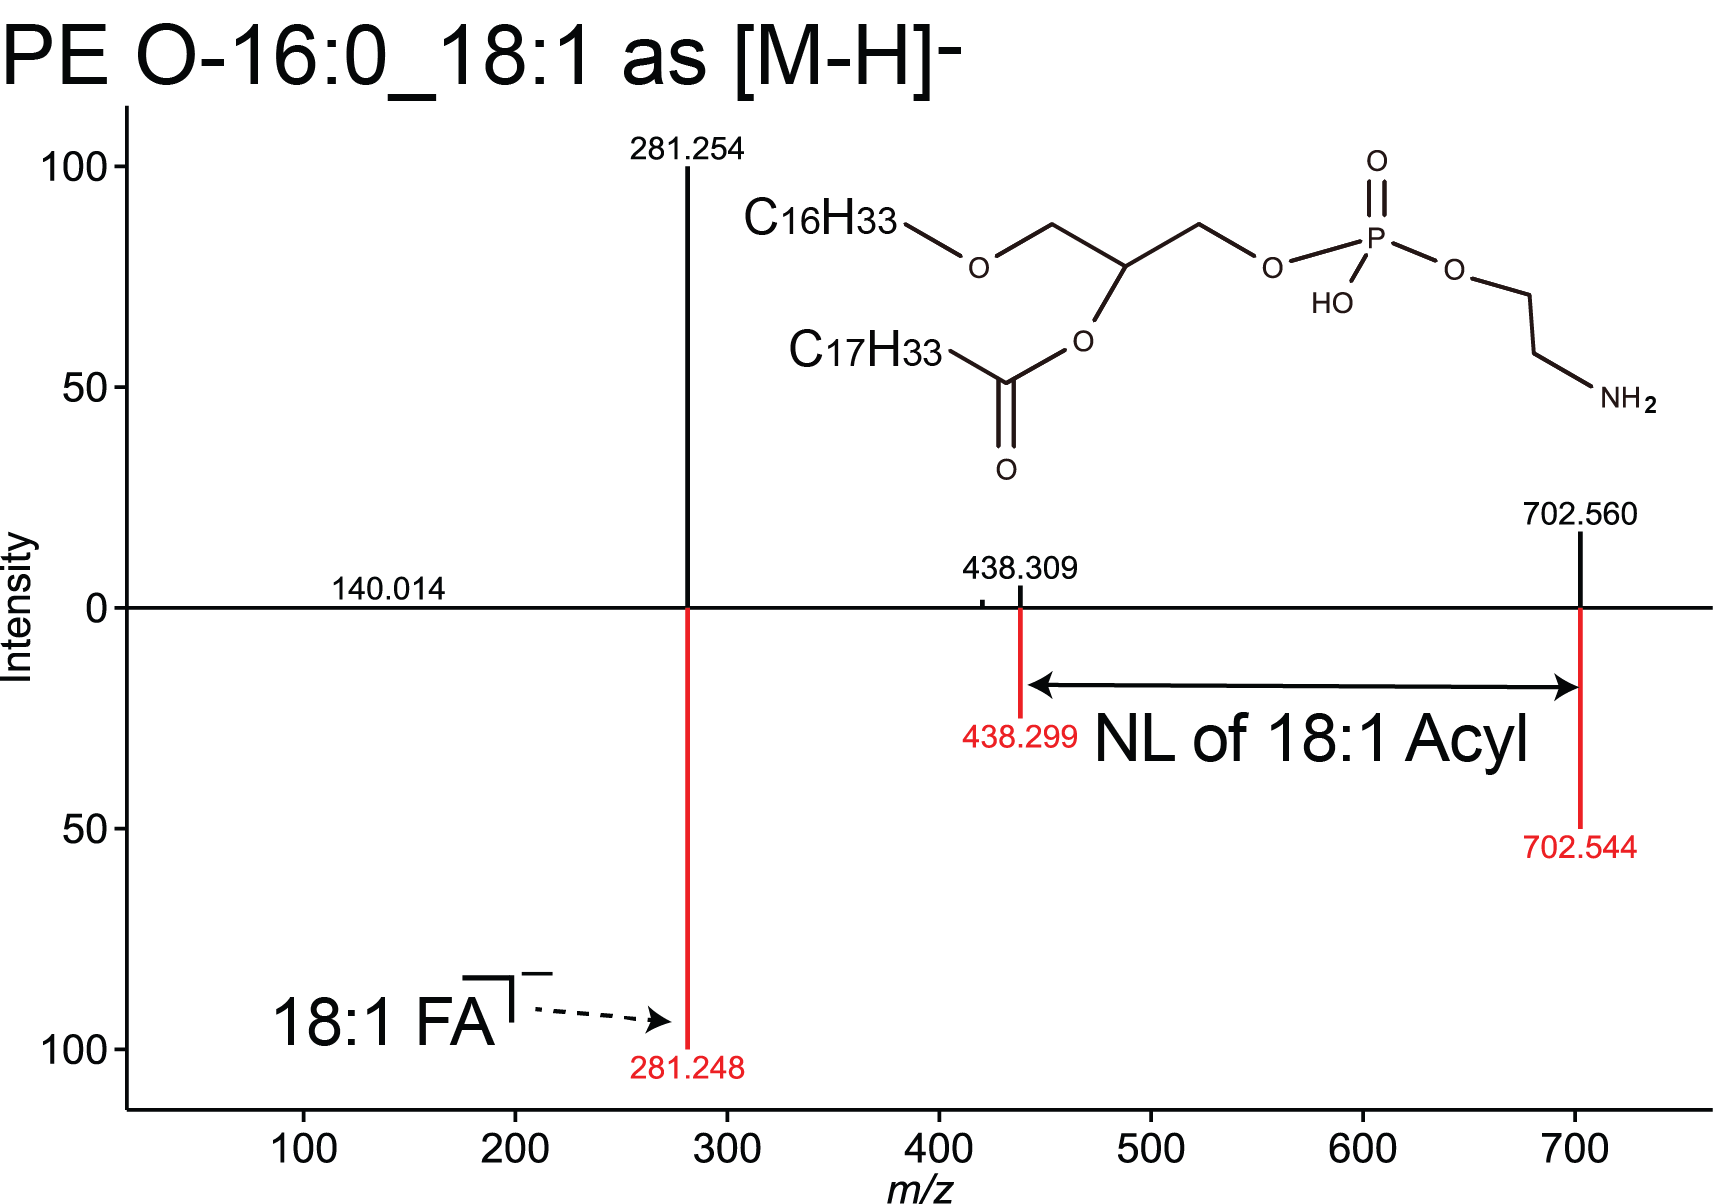 PE O-16:0_18:1 as [M-H]-
281.254
100
O
C16H33
P
O
O
O
HO
C17H33
O
50
NH2
O
702.560
438.309
140.014
0
Intensity
438.299
NL of 18:1 Acyl
50
702.544
18:1 FA –
100
281.248
100 200 300 400 500 600 700
m/z